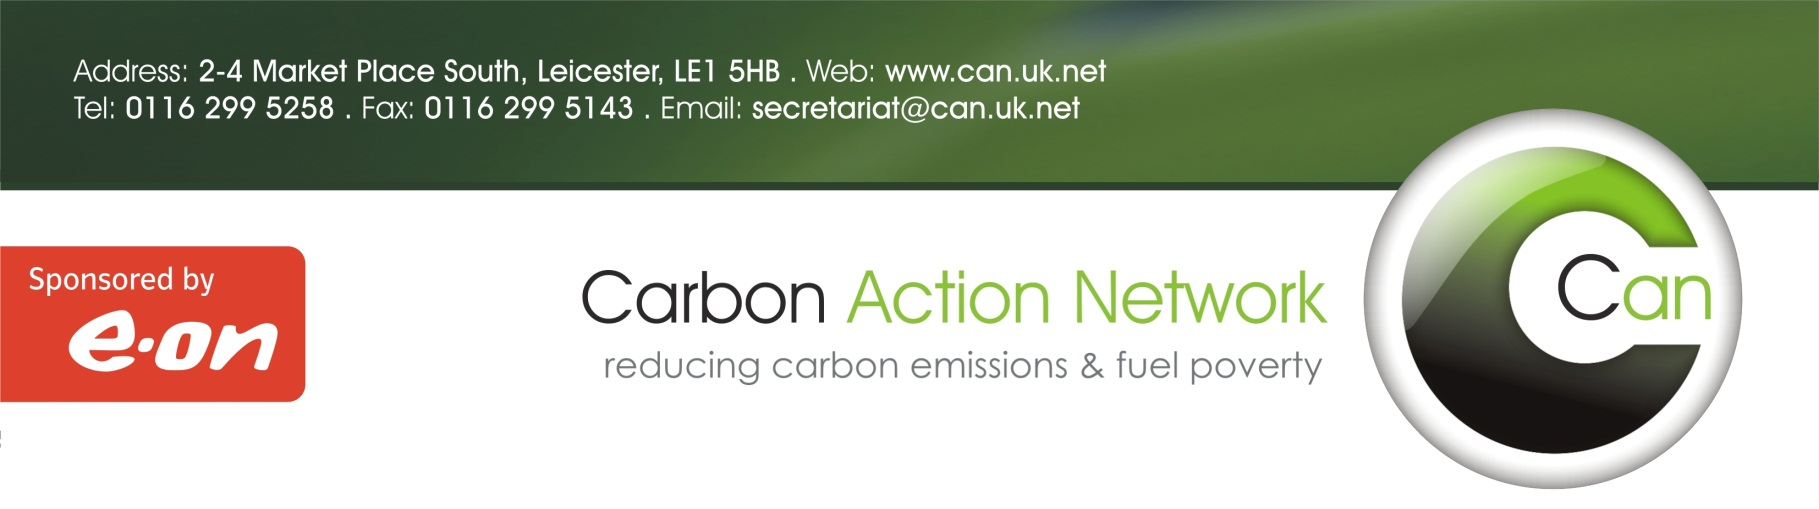 Address: 2-4 Market Place South, Leicester, LE1 5HB . Web: www.can.uk.net
Tel: 0116 299 5258 . Fax: 0116 299 5143 . Email: secretariat@can.uk.net
Sponsored by
e·on
Carbon Action Network
reducing carbon emissions & fuel poverty
Can